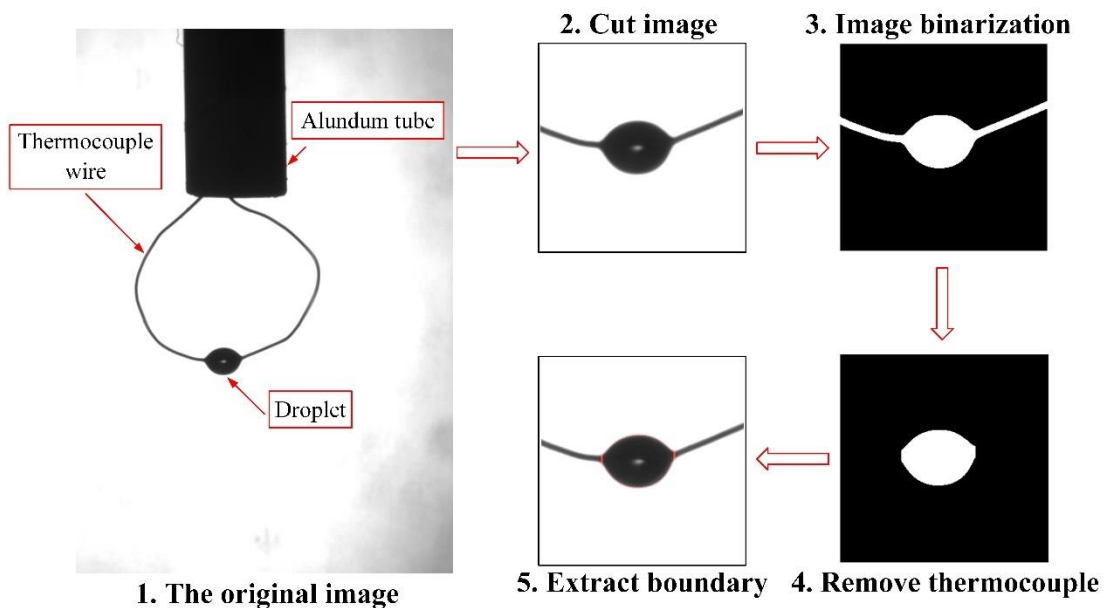 2. Cut image
3. Image binarization
Alundum tube
Thermocouple
wire
Droplet
1. The original image
5. Extract boundary
4. Remove thermocouple